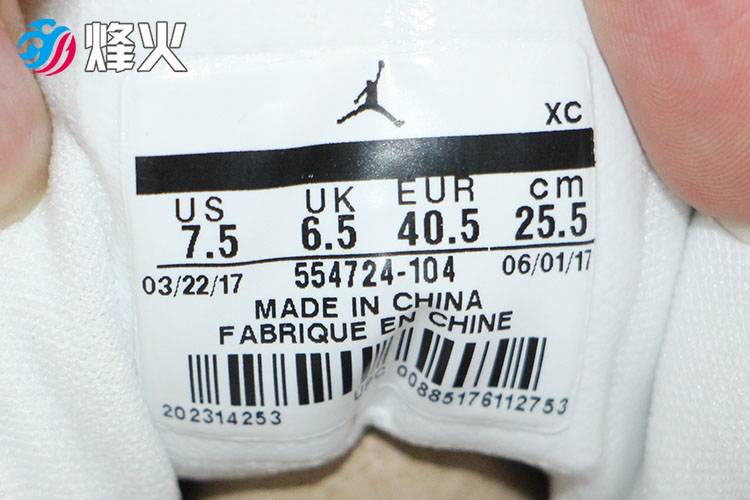 烽火
XC
US UK EUR cm
7.5 6.5 40.5 25.5
03/22/17 554724-104 06/01/17
MADE IN CHINA
FABRIQUE EN CHINE
202314253 UPC 00885176112753